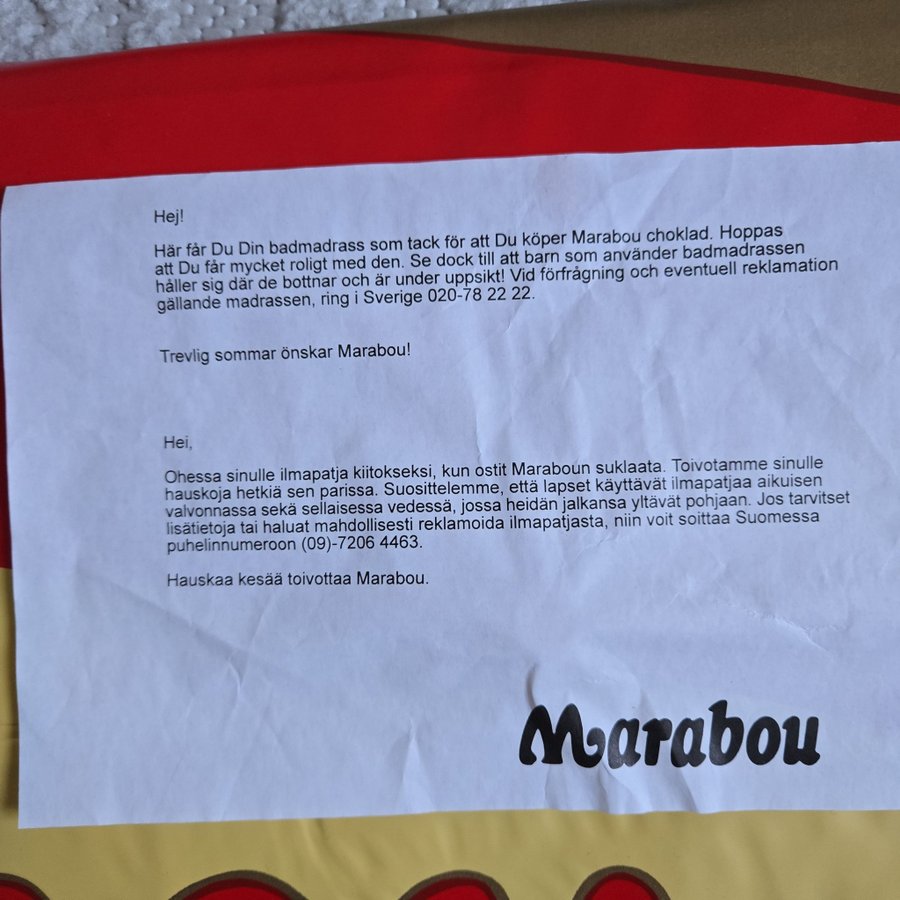 Hej!
Här får Du Din badmadrass som tack för att Du köper Marabou choklad. Hoppas
att Du får mycket roligt med den. Se dock till att barn som använder badmadrassen
håller sig där de bottnar och är under uppsikt! Vid förfrågning och eventuell reklamation
gällande madrassen, ring i Sverige 020-78 22 22.
Trevlig sommar önskar Marabou!
Hei,
Ohessa sinulle ilmapatja kiitokseksi, kun ostit Maraboun suklaata. Toivotamme sinulle
hauskoja hetkiä sen parissa. Suosittelemme, että lapset käyttävät ilmapatjaa aikuisen
valvonnassa sekä sellaisessa vedessä, jossa heidän jalkansa yltävät pohjaan. Jos tarvitset
lisätietoja tai haluat mahdollisesti reklamoida ilmapatjasta, niin voit soittaa Suomessa
puhelinnumeroon (09)-7206 4463.
Hauskaa kesää toivottaa Marabou.
Marabou